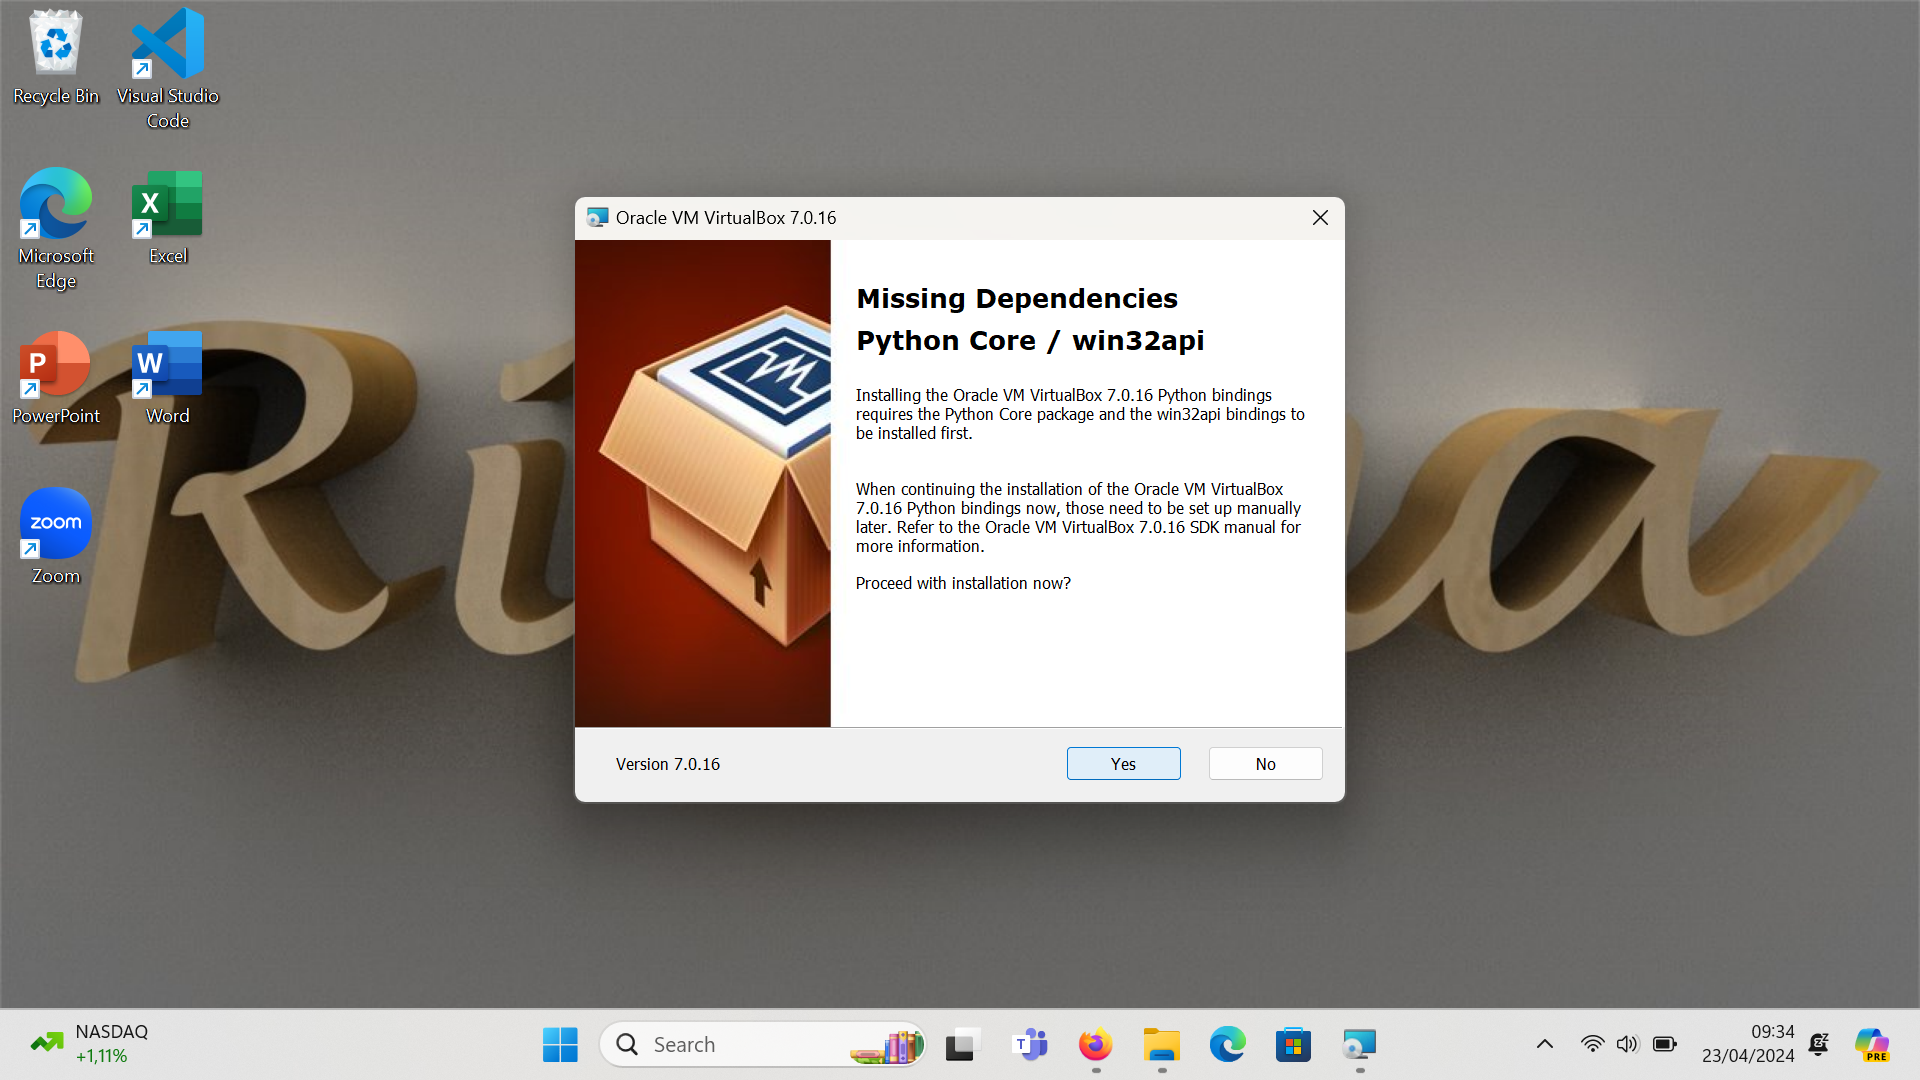 Recycle Bin
Visual Studio
Code
Microsoft
Edge
Excel
PowerPoint
Word
zoom
Zoom
Oracle VM VirtualBox 7.0.16
Missing Dependencies
Python Core / win32api
Installing the Oracle VM VirtualBox 7.0.16 Python bindings
requires the Python Core package and the win32api bindings to
be installed first.
When continuing the installation of the Oracle VM VirtualBox
7.0.16 Python bindings now, those need to be set up manually
later. Refer to the Oracle VM VirtualBox 7.0.16 SDK manual for
more information.
Proceed with installation now?
Version 7.0.16
Yes
No
NASDAQ
+1,11%
Search
09:34
23/04/2024
PRE